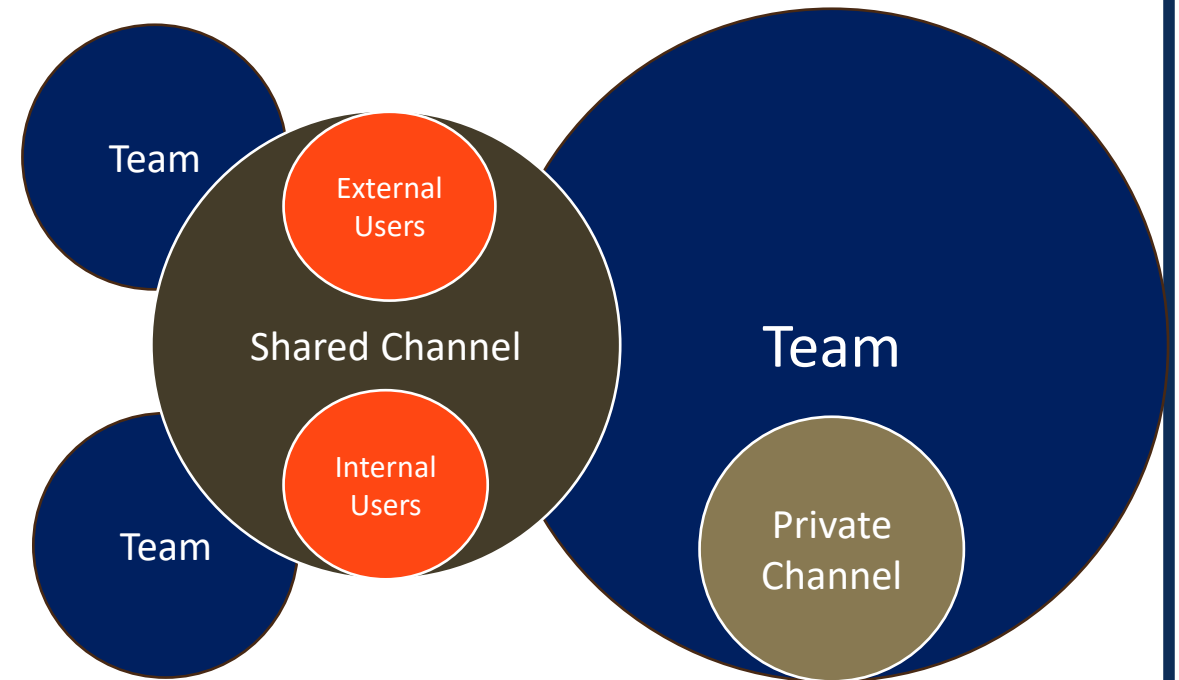 Team
External
Users
Shared Channel
Team
Internal
Users
Team
Private
Channel